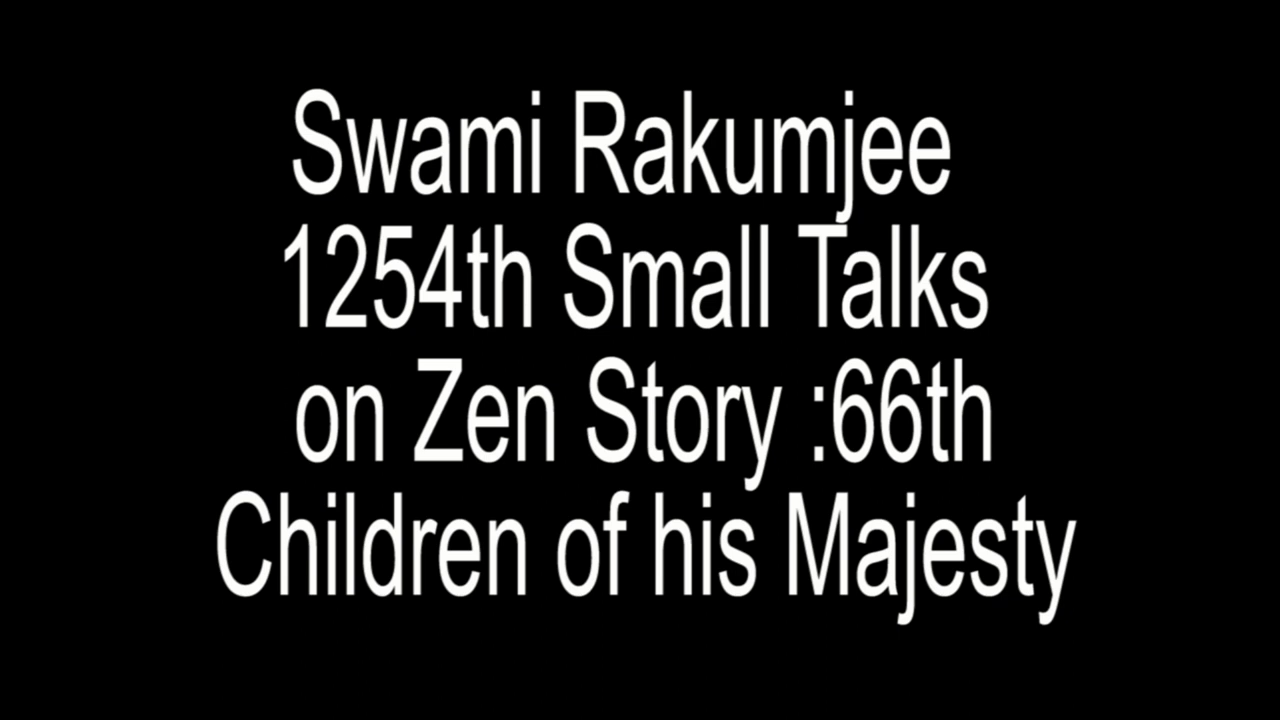 Swami Rakumjee
1254th Small Talks
on Zen Story :66th
Children of his Majesty